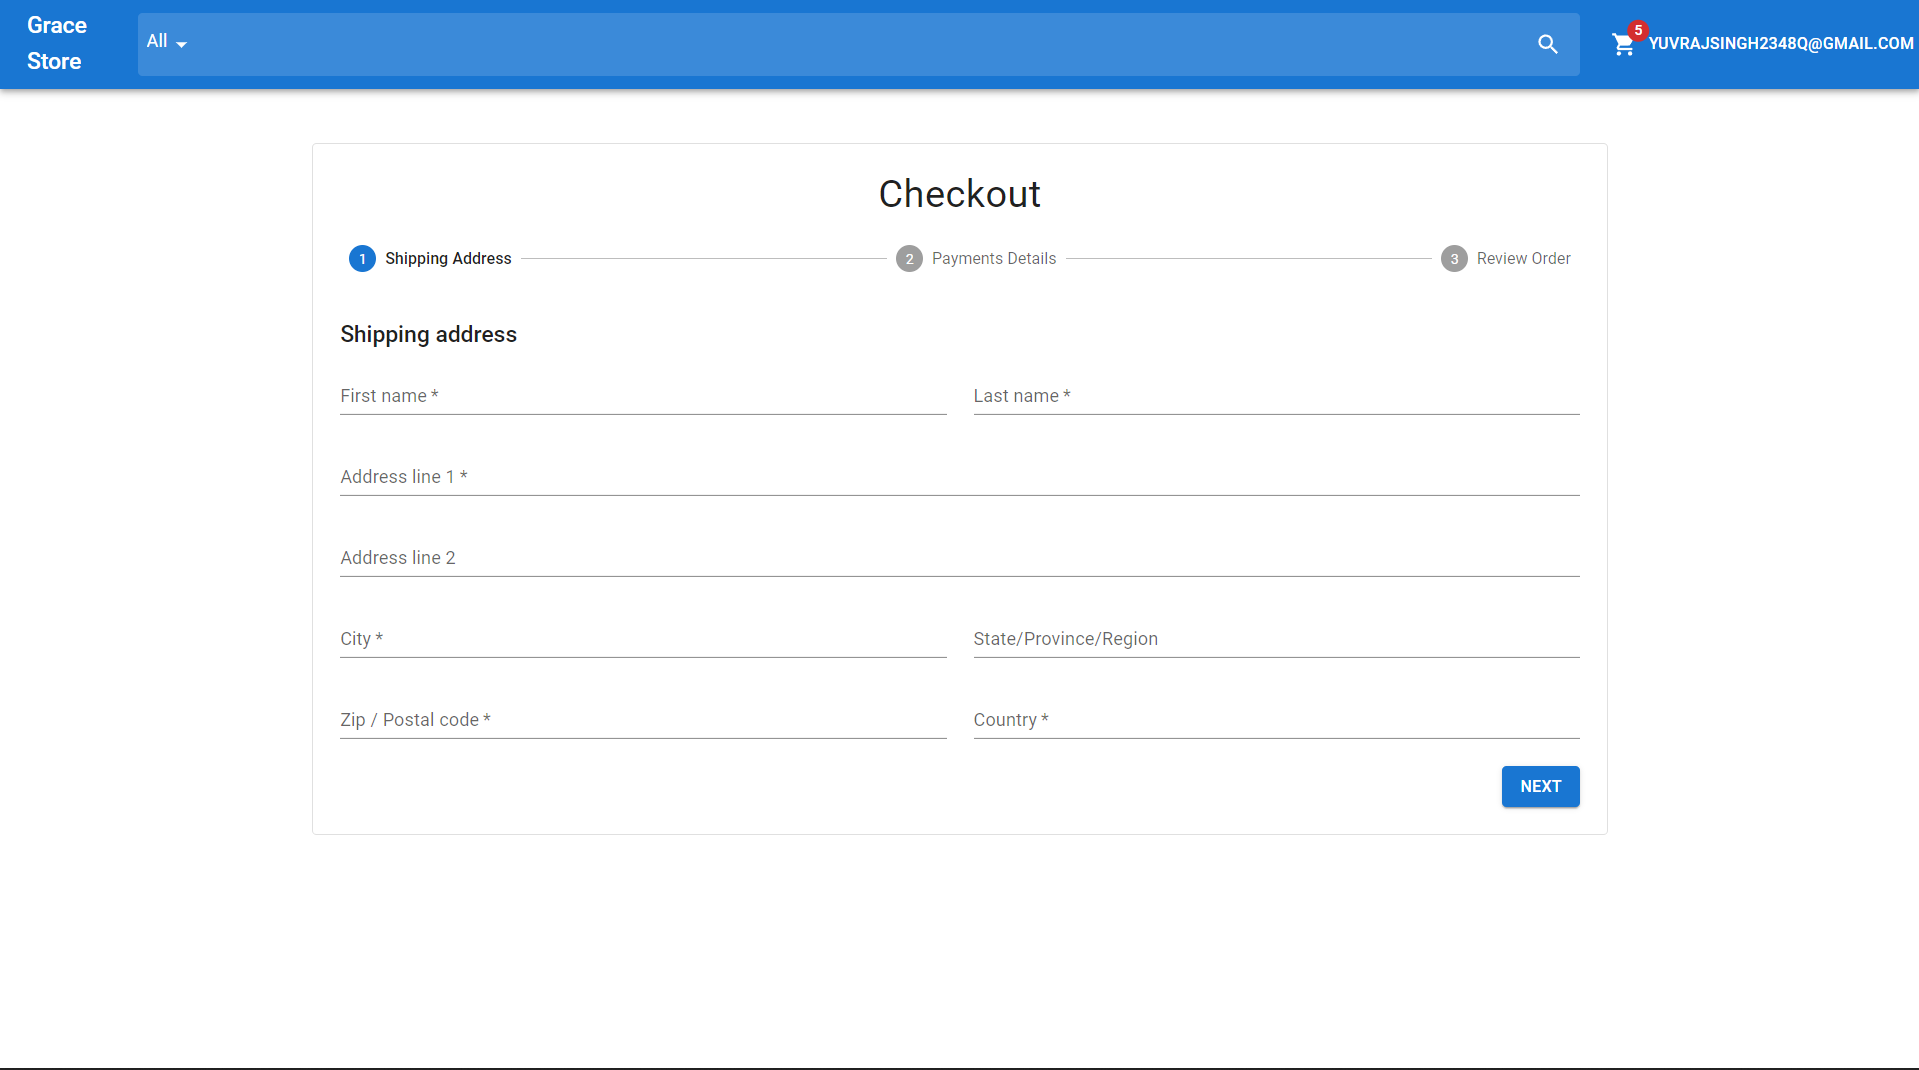 Grace
Store
All
5
YUVRAJSINGH2348Q@GMAIL.COM
Checkout
1 Shipping Address
2 Payments Details
3 Review Order
Shipping address
First name *
Last name *
Address line 1 *
Address line 2
City *
State/Province/Region
Zip / Postal code *
Country *
NEXT